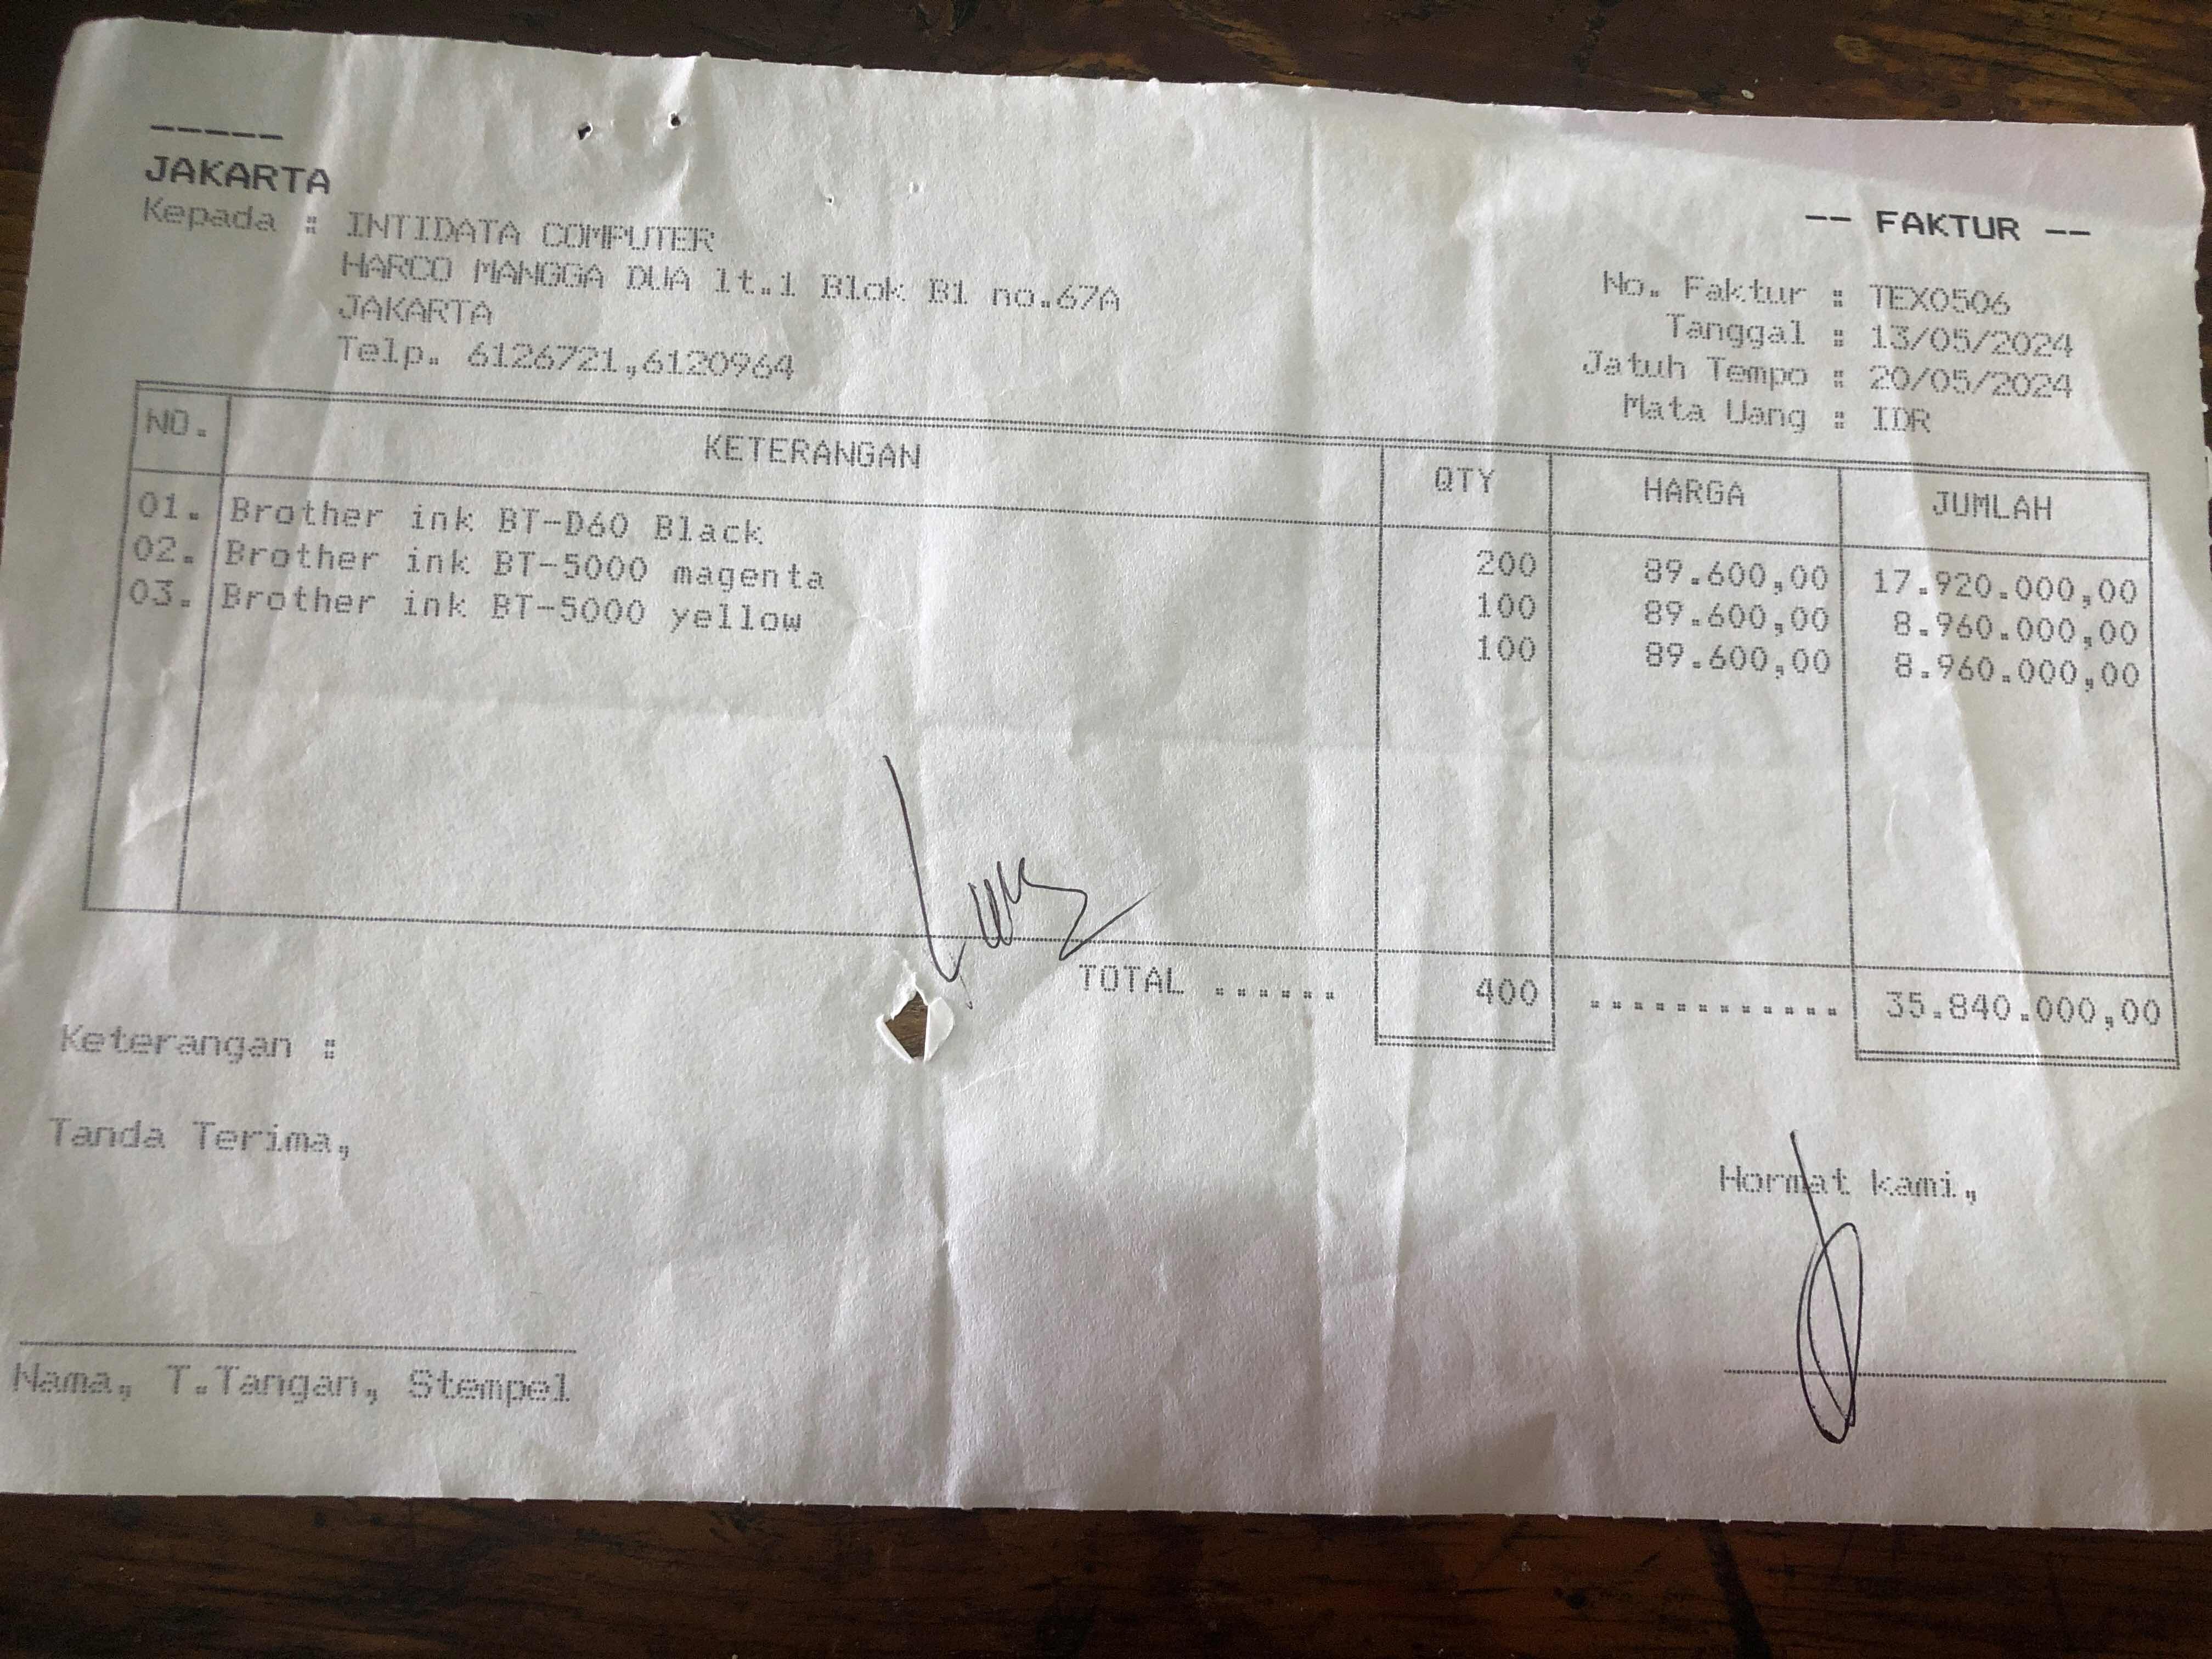 -----
JAKARTA
Kepada : INTIDATA COMPUTER
HARCO MANGGA DUA lt.1 Blok B1 no.67A
JAKARTA
Telp. 6126721,6120964
-- FAKTUR --
No. Faktur : TEX0506
Tanggal : 13/05/2024
Jatuh Tempo : 20/05/2024
Mata Uang : IDR
NO. KETERANGAN QTY HARGA JUMLAH
01. Brother ink BT-D60 Black 200 89.600,00 17.920.000,00
02. Brother ink BT-5000 magenta 100 89.600,00 8.960.000,00
03. Brother ink BT-5000 yellow 100 89.600,00 8.960.000,00
TOTAL ...... 400 ............ 35.840.000,00
Keterangan :
Tanda Terima,
Hormat kami,
Nama, T.Tangan, Stempel